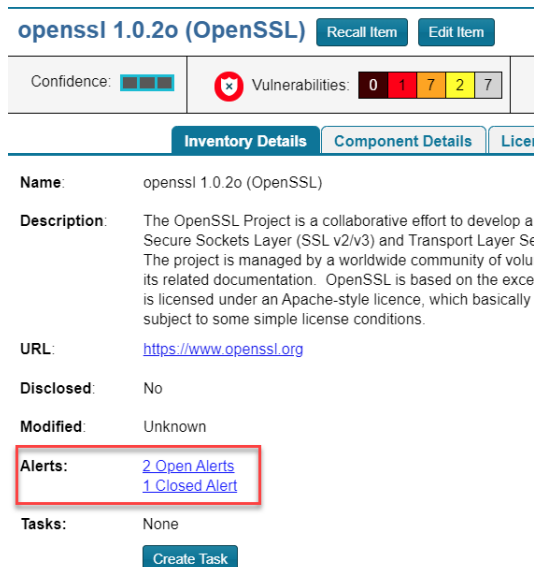 openssl 1.0.2o (OpenSSL) Recall Item Edit Item
Confidence: Vulnerabilities: 0 1 7 2 7
Inventory Details Component Details
Name: openssl 1.0.2o (OpenSSL)
Description: The OpenSSL Project is a collaborative effort to develop a
Secure Sockets Layer (SSL v2/v3) and Transport Layer
The project is managed by a worldwide community of
its related documentation. OpenSSL is based on the
is licensed under an Apache-style licence, which basically
subject to some simple license conditions.
URL: https://www.openssl.org
Disclosed: No
Modified: Unknown
Alerts: 2 Open Alerts
1 Closed Alert
Tasks: None
Create Task